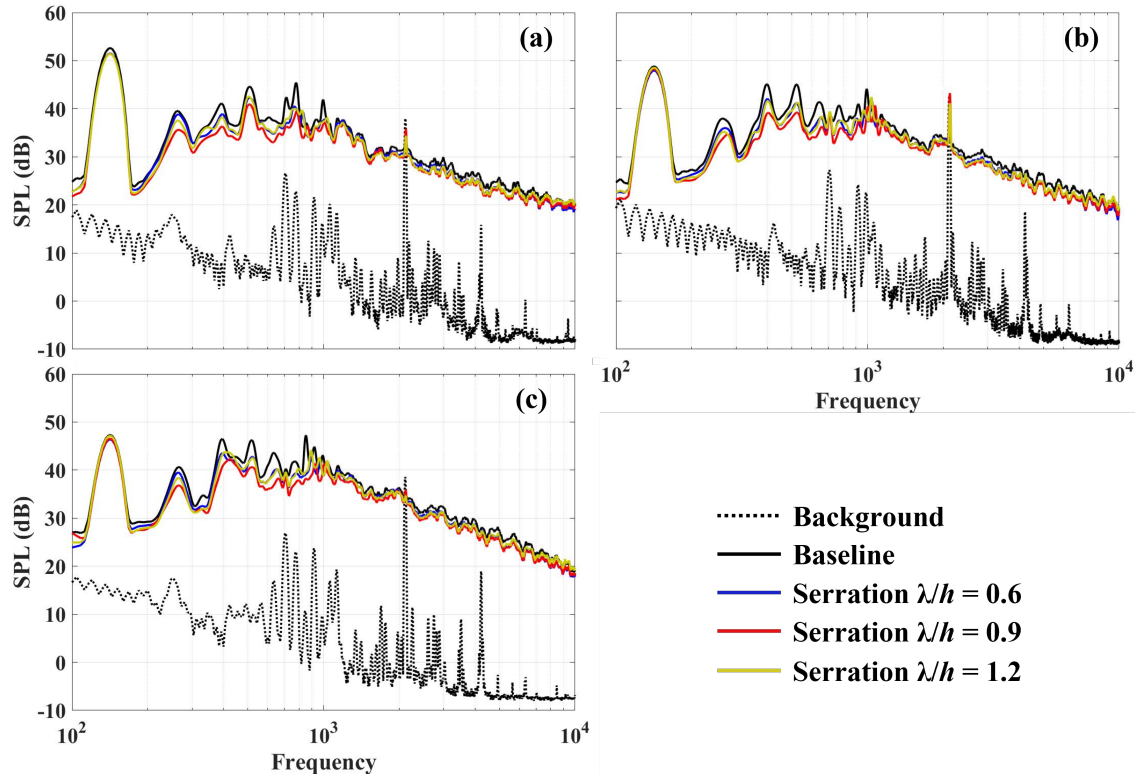 (a)
60
50
40
30
20
10
0
-10
SPL (dB)
(b)
10² 10³ 10⁴
Frequency
(c)
60
50
40
30
20
10
0
-10
SPL (dB)
10² 10³ 10⁴
Frequency
Background
Baseline
Serration λ/h = 0.6
Serration λ/h = 0.9
Serration λ/h = 1.2